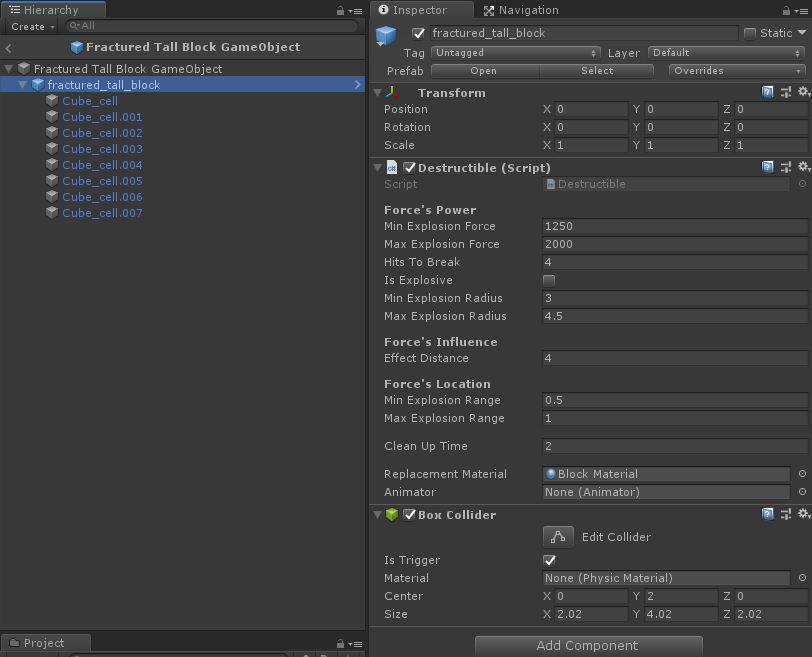 Hierarchy
Create
All
Fractured Tall Block GameObject
Fractured Tall Block GameObject
fractured_tall_block
Cube_cell
Cube_cell.001
Cube_cell.002
Cube_cell.003
Cube_cell.004
Cube_cell.005
Cube_cell.006
Cube_cell.007
Project
Inspector Navigation
fractured_tall_block Static
Tag Untagged Layer Default
Prefab Open Select Overrides
Transform
Position X 0 Y 0 Z 0
Rotation X 0 Y 0 Z 0
Scale X 1 Y 1 Z 1
Destructible (Script)
Script Destructible
Force's Power
Min Explosion Force 1250
Max Explosion Force 2000
Hits To Break 4
Is Explosive
Min Explosion Radius 3
Max Explosion Radius 4.5
Force's Influence
Effect Distance 4
Force's Location
Min Explosion Range 0.5
Max Explosion Range 1
Clean Up Time 2
Replacement Material Block Material
Animator None (Animator)
Box Collider
Edit Collider
Is Trigger
Material None (Physic Material)
Center X 0 Y 2 Z 0
Size X 2.02 Y 4.02 Z 2.02
Add Component